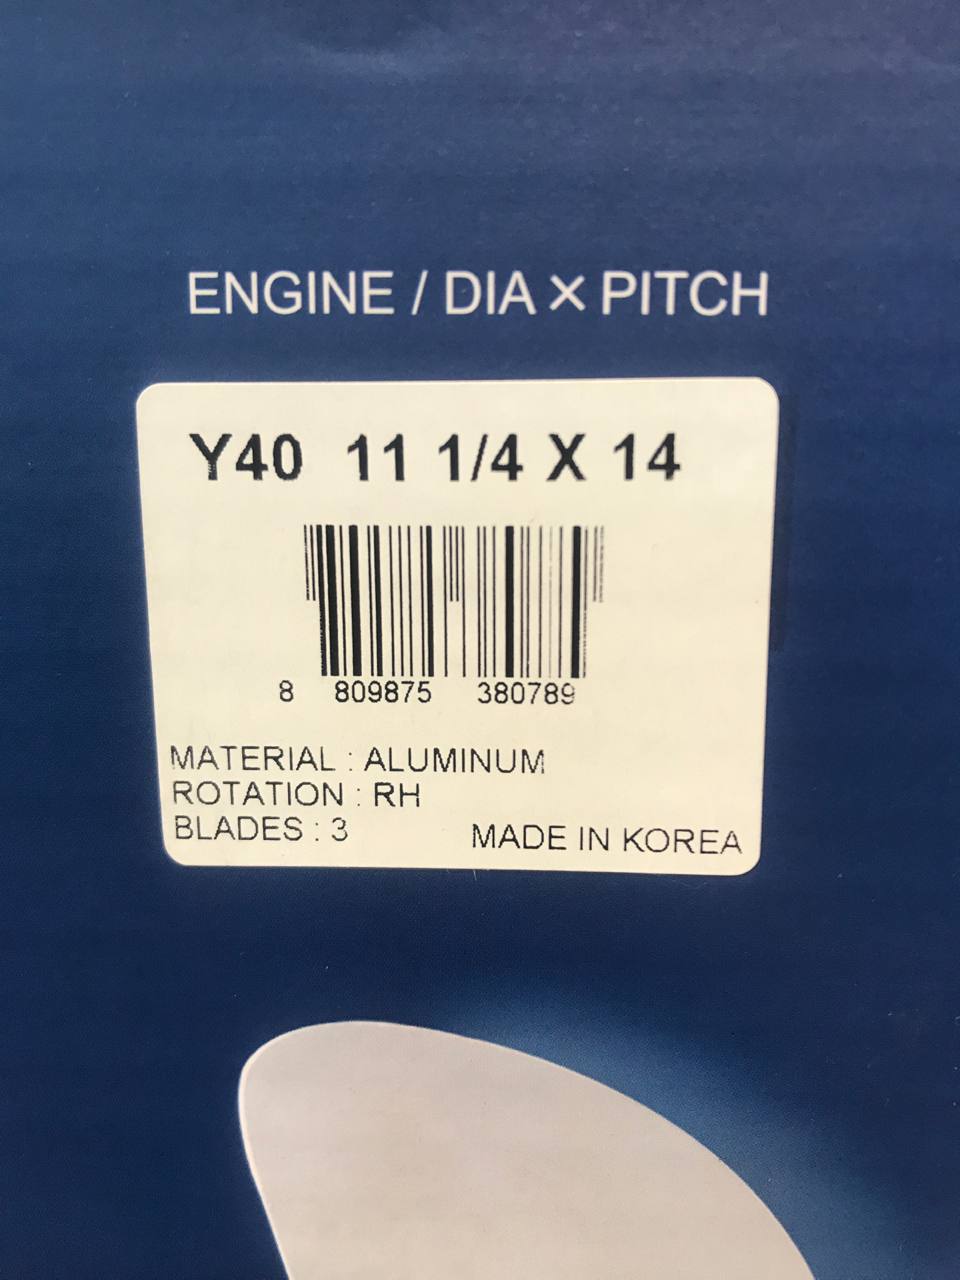 ENGINE / DIA × PITCH
Y40 11 1/4 X 14
8 809875 380789
MATERIAL : ALUMINUM
ROTATION : RH
BLADES : 3
MADE IN KOREA